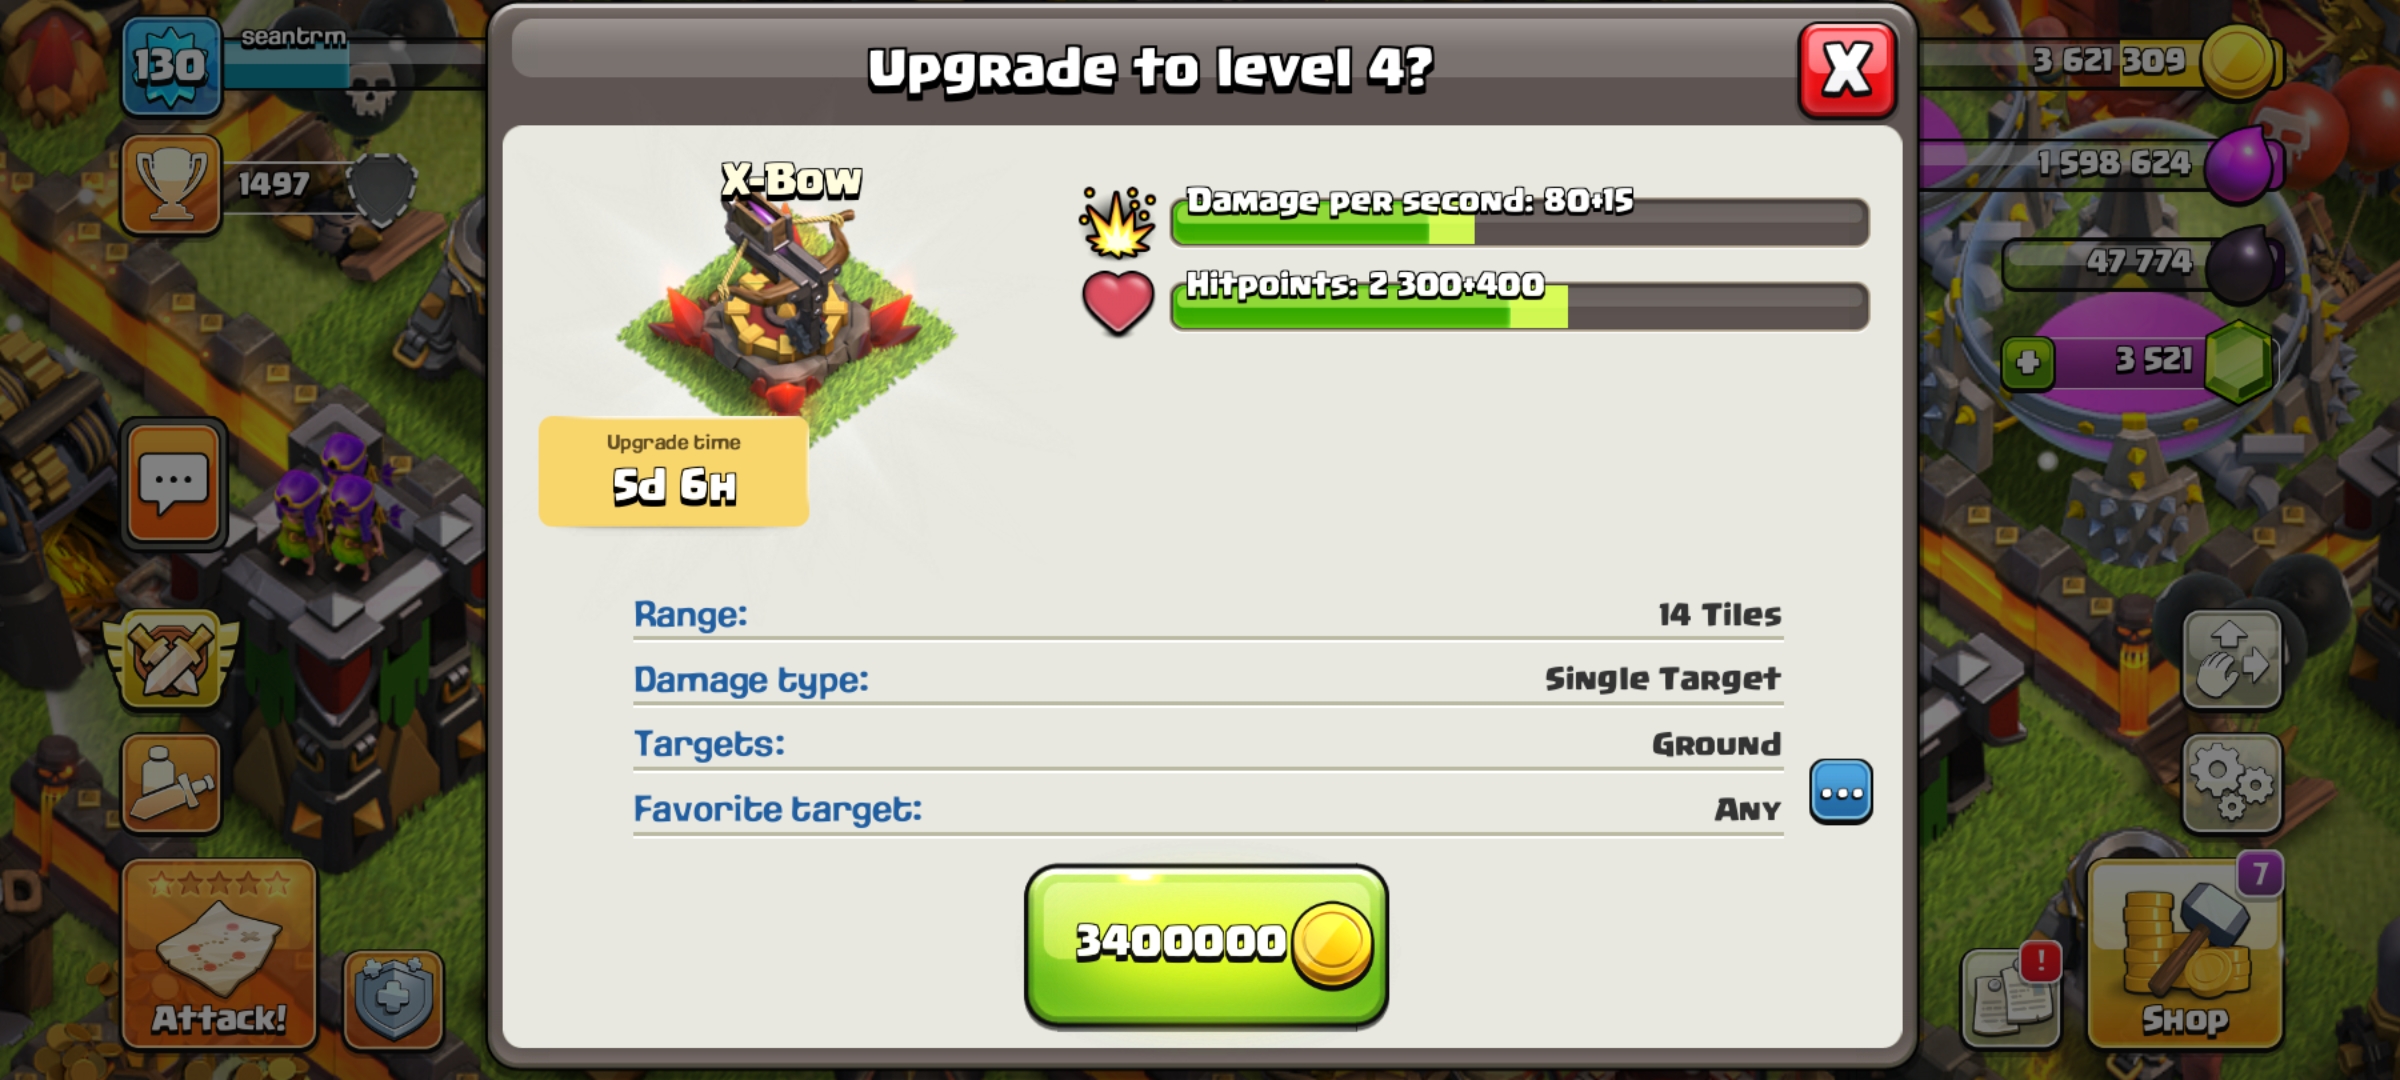 Upgrade to level 4?
X
130
seantrm
1497
3 621 309
1 598 624
47 774
3 521
X-Bow
Damage per second: 80+15
Hitpoints: 2 300+400
Upgrade time
5d 6H
Range: 14 Tiles
Damage type: Single Target
Targets: Ground
Favorite target: Any
3400000
Attack!
7
!
Shop
D